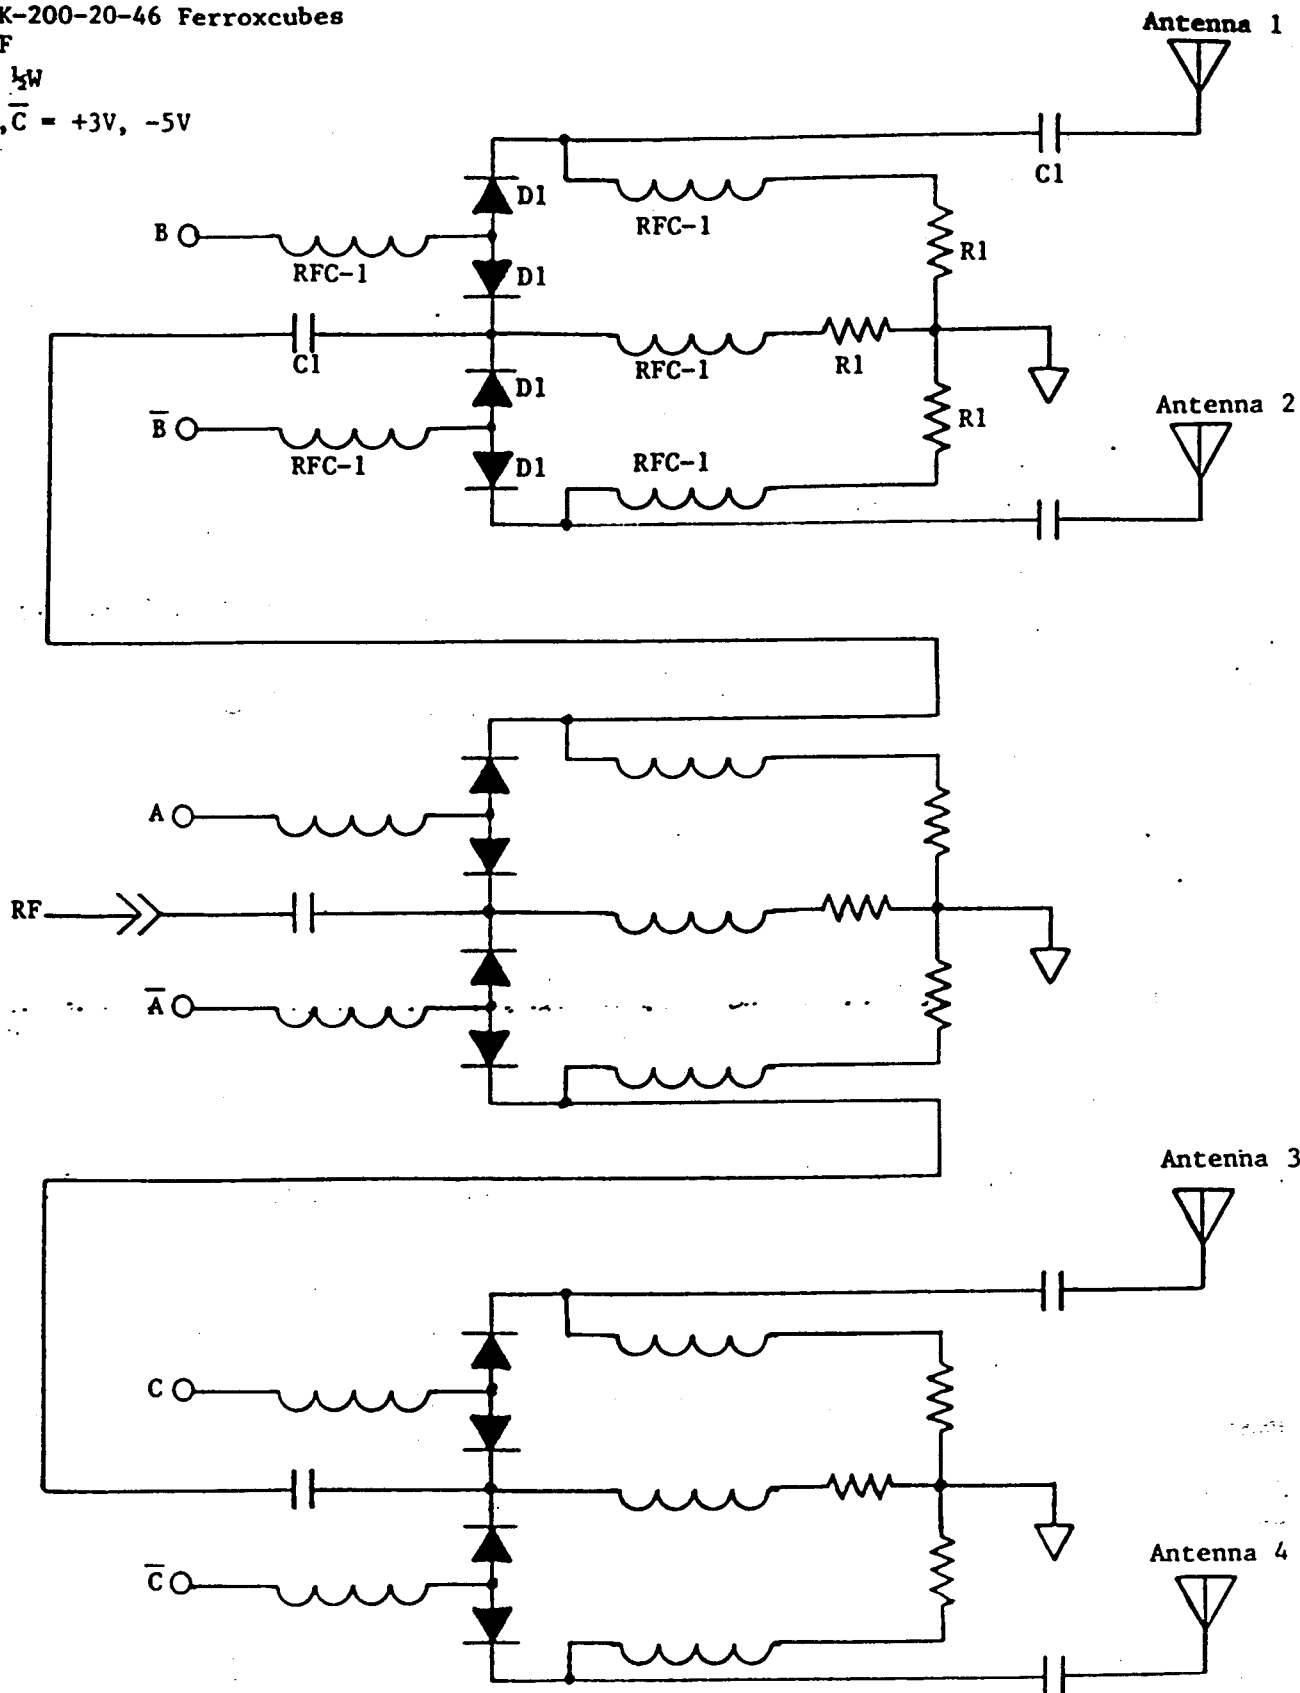 K-200-20-46 Ferroxcubes
F
½W
,C̅ = +3V, -5V
Antenna 1
C1
D1
RFC-1
B
R1
RFC-1
D1
C1
RFC-1
R1
D1
B̅
Antenna 2
R1
RFC-1
D1
RFC-1
A
RF
A̅
Antenna 3
C
C̅
Antenna 4